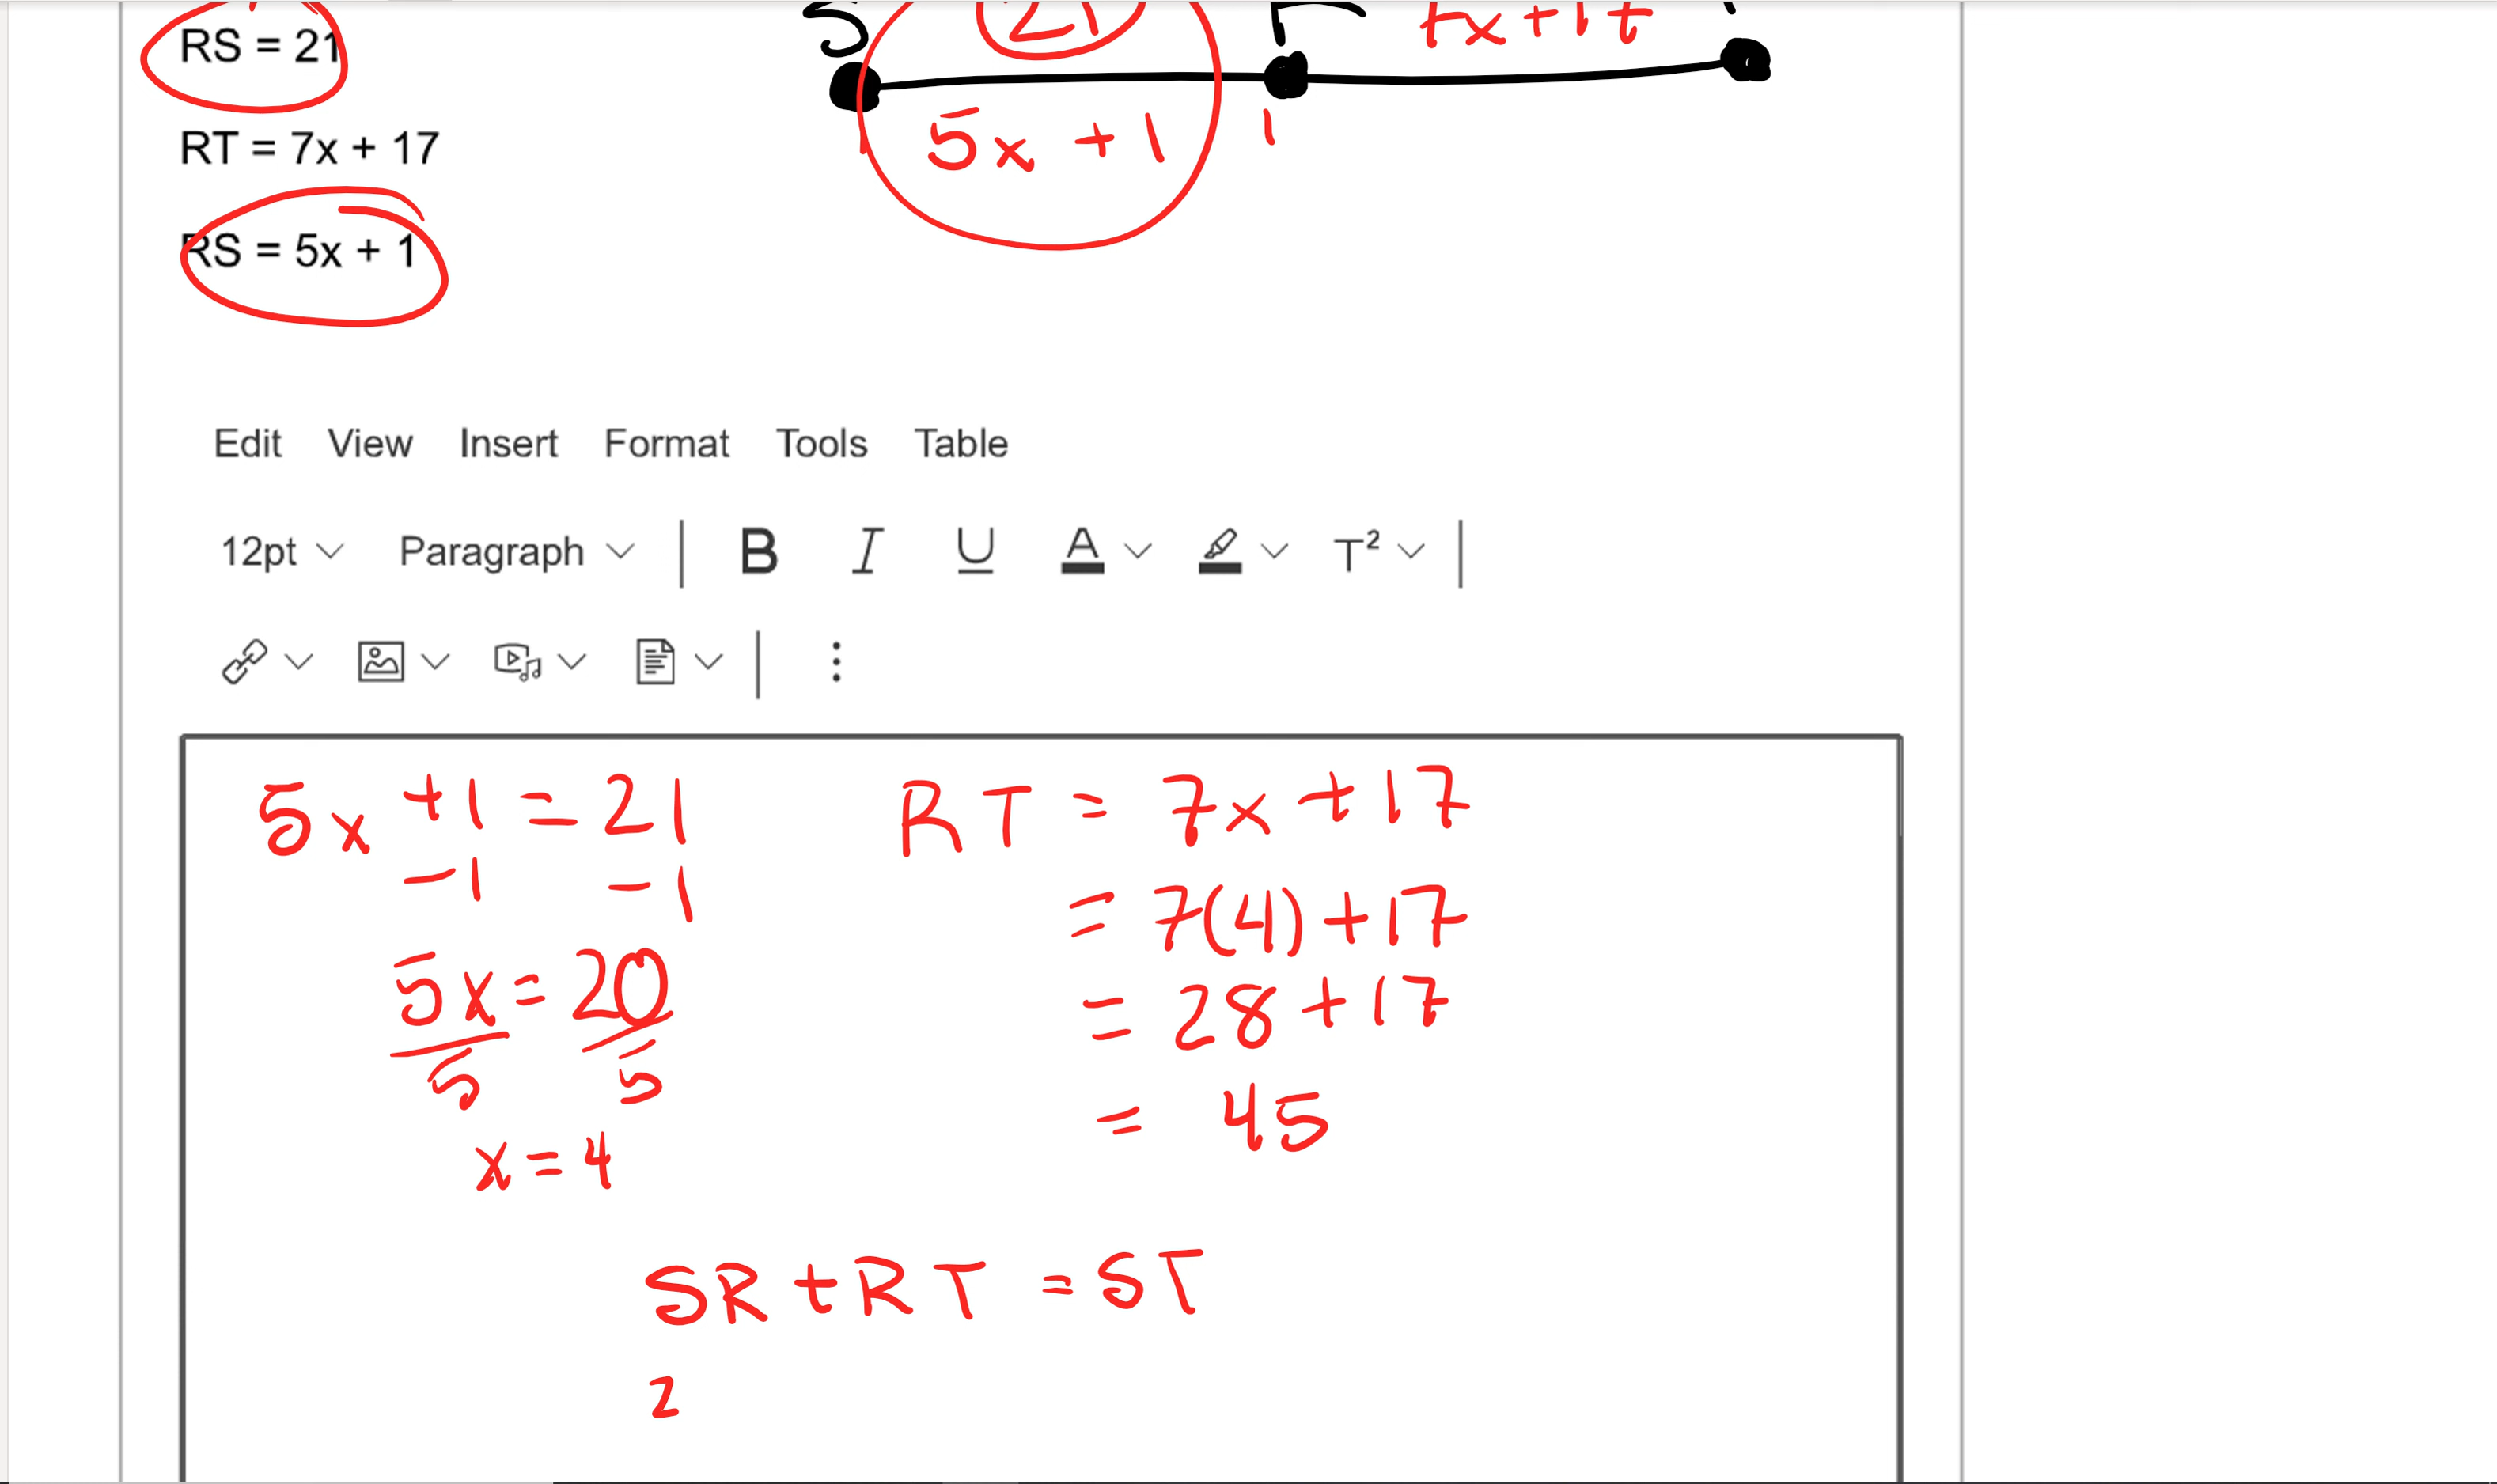 RS = 21
7x + 17
5x + 1
RT = 7x + 17
RS = 5x + 1
Edit View Insert Format Tools Table
12pt Paragraph B I U A T²
5x + 1 = 21
-1 -1
5x = 20
5 5
x = 4
RT = 7x + 17
= 7(4) + 17
= 28 + 17
= 45
SR + RT = ST
2